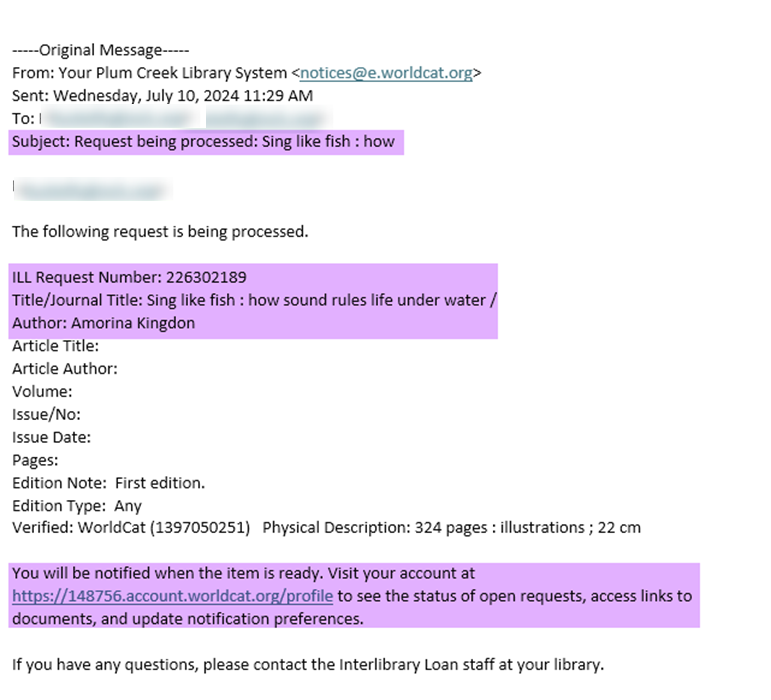 -----Original Message-----
From: Your Plum Creek Library System <notices@e.worldcat.org>
Sent: Wednesday, July 10, 2024 11:29 AM
To:
Subject: Request being processed: Sing like fish : how
The following request is being processed.
ILL Request Number: 226302189
Title/Journal Title: Sing like fish : how sound rules life under water /
Author: Amorina Kingdon
Article Title:
Article Author:
Volume:
Issue/No:
Issue Date:
Pages:
Edition Note:  First edition.
Edition Type:  Any
Verified: WorldCat (1397050251)   Physical Description: 324 pages : illustrations ; 22 cm
You will be notified when the item is ready. Visit your account at
https://148756.account.worldcat.org/profile to see the status of open requests, access links to
documents, and update notification preferences.
If you have any questions, please contact the Interlibrary Loan staff at your library.